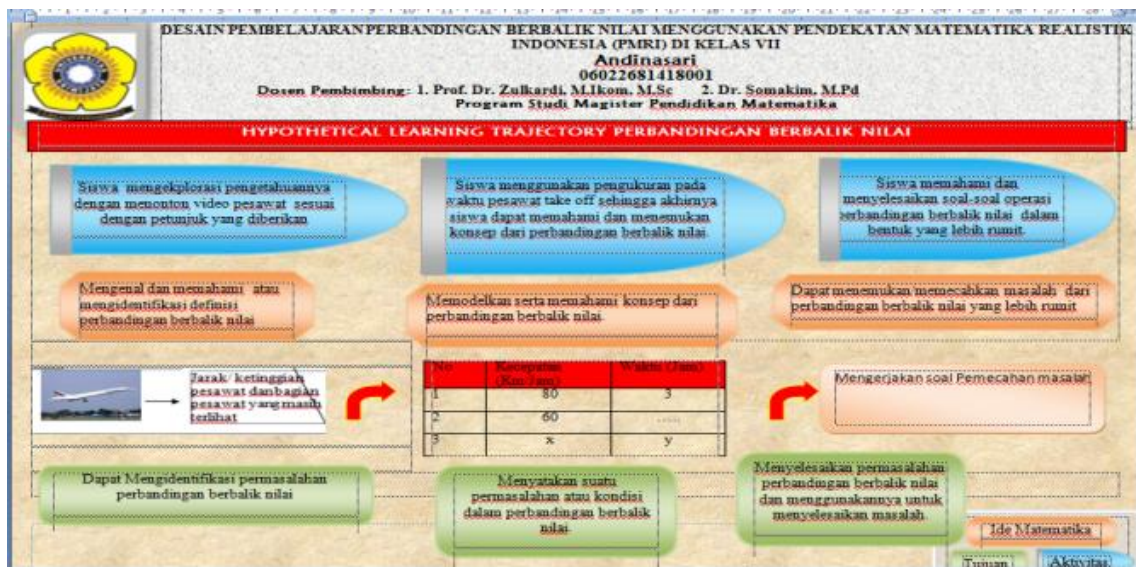 DESAIN PEMBELAJARAN PERBANDINGAN BERBALIK NILAI MENGGUNAKAN PENDEKATAN MATEMATIKA REALISTIK
INDONESIA (PMRI) DI KELAS VII
Andinasari
06022681418001
Dosen Pembimbing: 1. Prof. Dr. Zulkardi, M.Ikom, M.Sc 2. Dr. Somakim, M.Pd
Program Studi Magister Pendidikan Matematika
HYPOTHETICAL LEARNING TRAJECTORY PERBANDINGAN BERBALIK NILAI
Siswa mengekplorasi pengetahuannya
dengan menonton video pesawat sesuai
dengan petunjuk yang diberikan
Siswa menggunakan pengukuran pada
waktu pesawat take off sehingga akhirnya
siswa dapat memahami dan menemukan
konsep dari perbandingan berbalik nilai.
Siswa memahami dan
menyelesaikan soal-soal operasi
perbandingan berbalik nilai dalam
bentuk yang lebih rumit.
Mengenal dan memahami atau
mengidentifikasi definisi
perbandingan berbalik nilai
Memodelkan serta memahami konsep dari
perbandingan berbalik nilai.
Dapat menemukan memecahkan masalah dari
perbandingan berbalik nilai yang lebih rumit
Jarak/ ketinggian
pesawat danbagian
pesawat yang masih
terlihat
No Kecepatan Waktu (Jam)
(Km/Jam)
1 80 3
2 60 .....
3 x y
Mengerjakan soal Pemecahan masalah
Dapat Mengidentifikasi permasalahan
perbandingan berbalik nilai
Menyatakan suatu
permasalahan atau kondisi
dalam perbandingan berbalik
nilai.
Menyelesaikan permasalahan
perbandingan berbalik nilai
dan menggunakannya untuk
menyelesaikan masalah.
Ide Matematika
Tujuan
Aktivitas